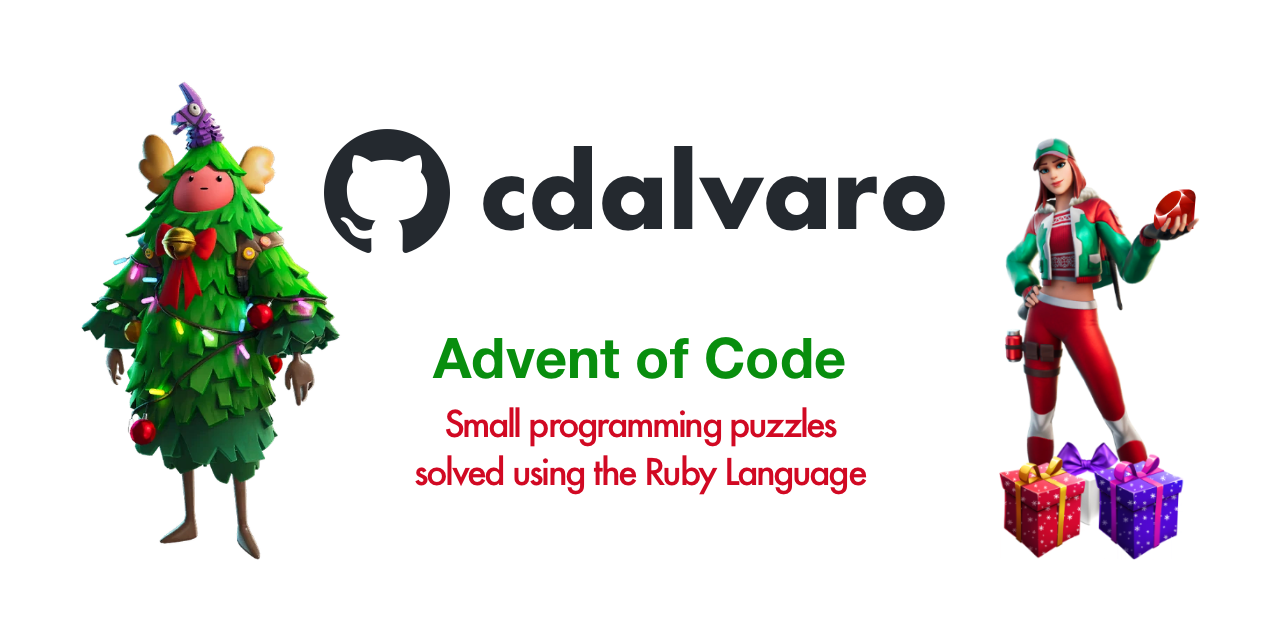 cdalvaro
Advent of Code
Small programming puzzles
solved using the Ruby Language